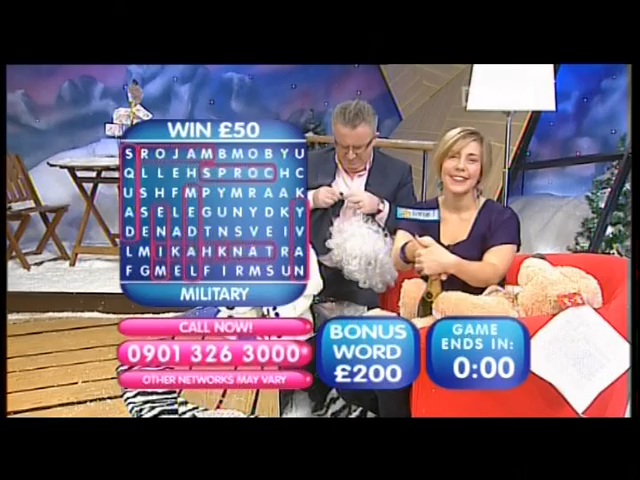 WIN £50
SROJAMBMOBYU
QLLEHSPROCHC
USHFMPYMRAAK
ASELEGUNYDKY
DENADTNSVEIV
LMIKAHKNATRA
FGMELFIRMSUN
MILITARY
CALL NOW!
0901 326 3000*
OTHER NETWORKS MAY VARY
BONUS
WORD
£200
GAME
ENDS IN:
0:00